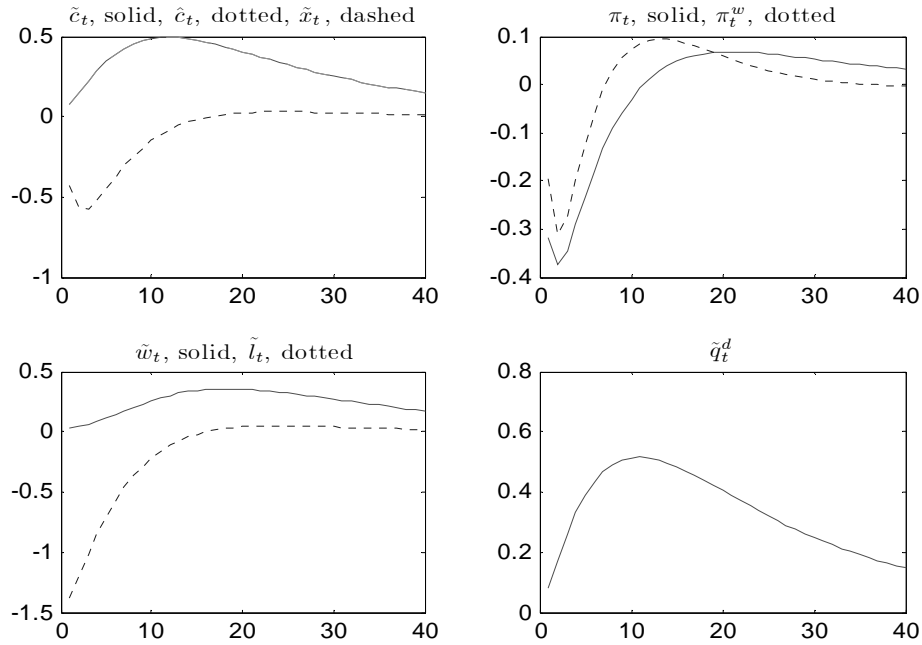 c̃_t, solid, ĉ_t, dotted, x̃_t, dashed
0.5
0
-0.5
-1
0 10 20 30 40
π_t, solid, π_t^w, dotted
0.1
0
-0.1
-0.2
-0.3
-0.4
0 10 20 30 40
w̃_t, solid, l̃_t, dotted
0.5
0
-0.5
-1
-1.5
0 10 20 30 40
q̃_t^d
0.8
0.6
0.4
0.2
0
0 10 20 30 40